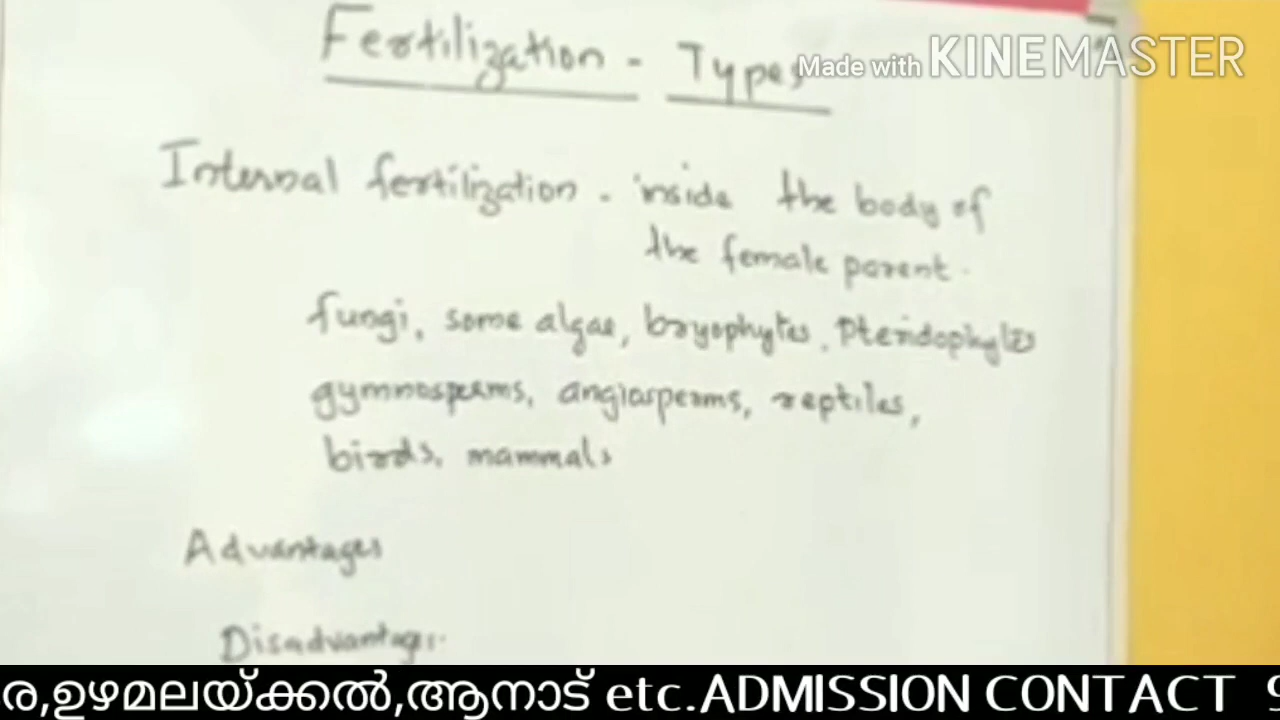 Fertilization - Types
Made with KINEMASTER
Internal fertilization - inside the body of
the female parent.
fungi, some algae, bryophytes, Pteridophytes
gymnosperms, angiosperms, reptiles,
birds, mammals
Advantages
Disadvantages
ര,ഉഴമലയ്ക്കൽ,ആനാട് etc.ADMISSION CONTACT 9